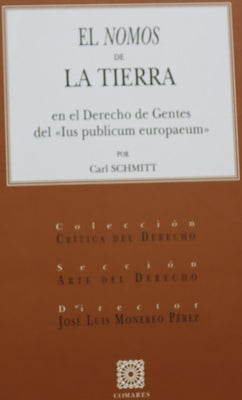 EL NOMOS
DE
LA TIERRA
en el Derecho de Gentes
del «Ius publicum europaeum»
POR
Carl SCHMITT
Colección
CRÍTICA DEL DERECHO
Sección
ARTE DEL DERECHO
Director
JOSÉ LUIS MONEREO PÉREZ
COMARES